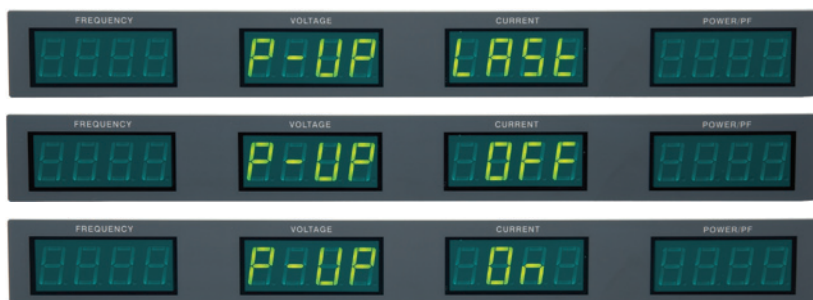 FREQUENCY VOLTAGE CURRENT POWER/PF
P-UP LASt
FREQUENCY VOLTAGE CURRENT POWER/PF
P-UP OFF
FREQUENCY VOLTAGE CURRENT POWER/PF
P-UP On